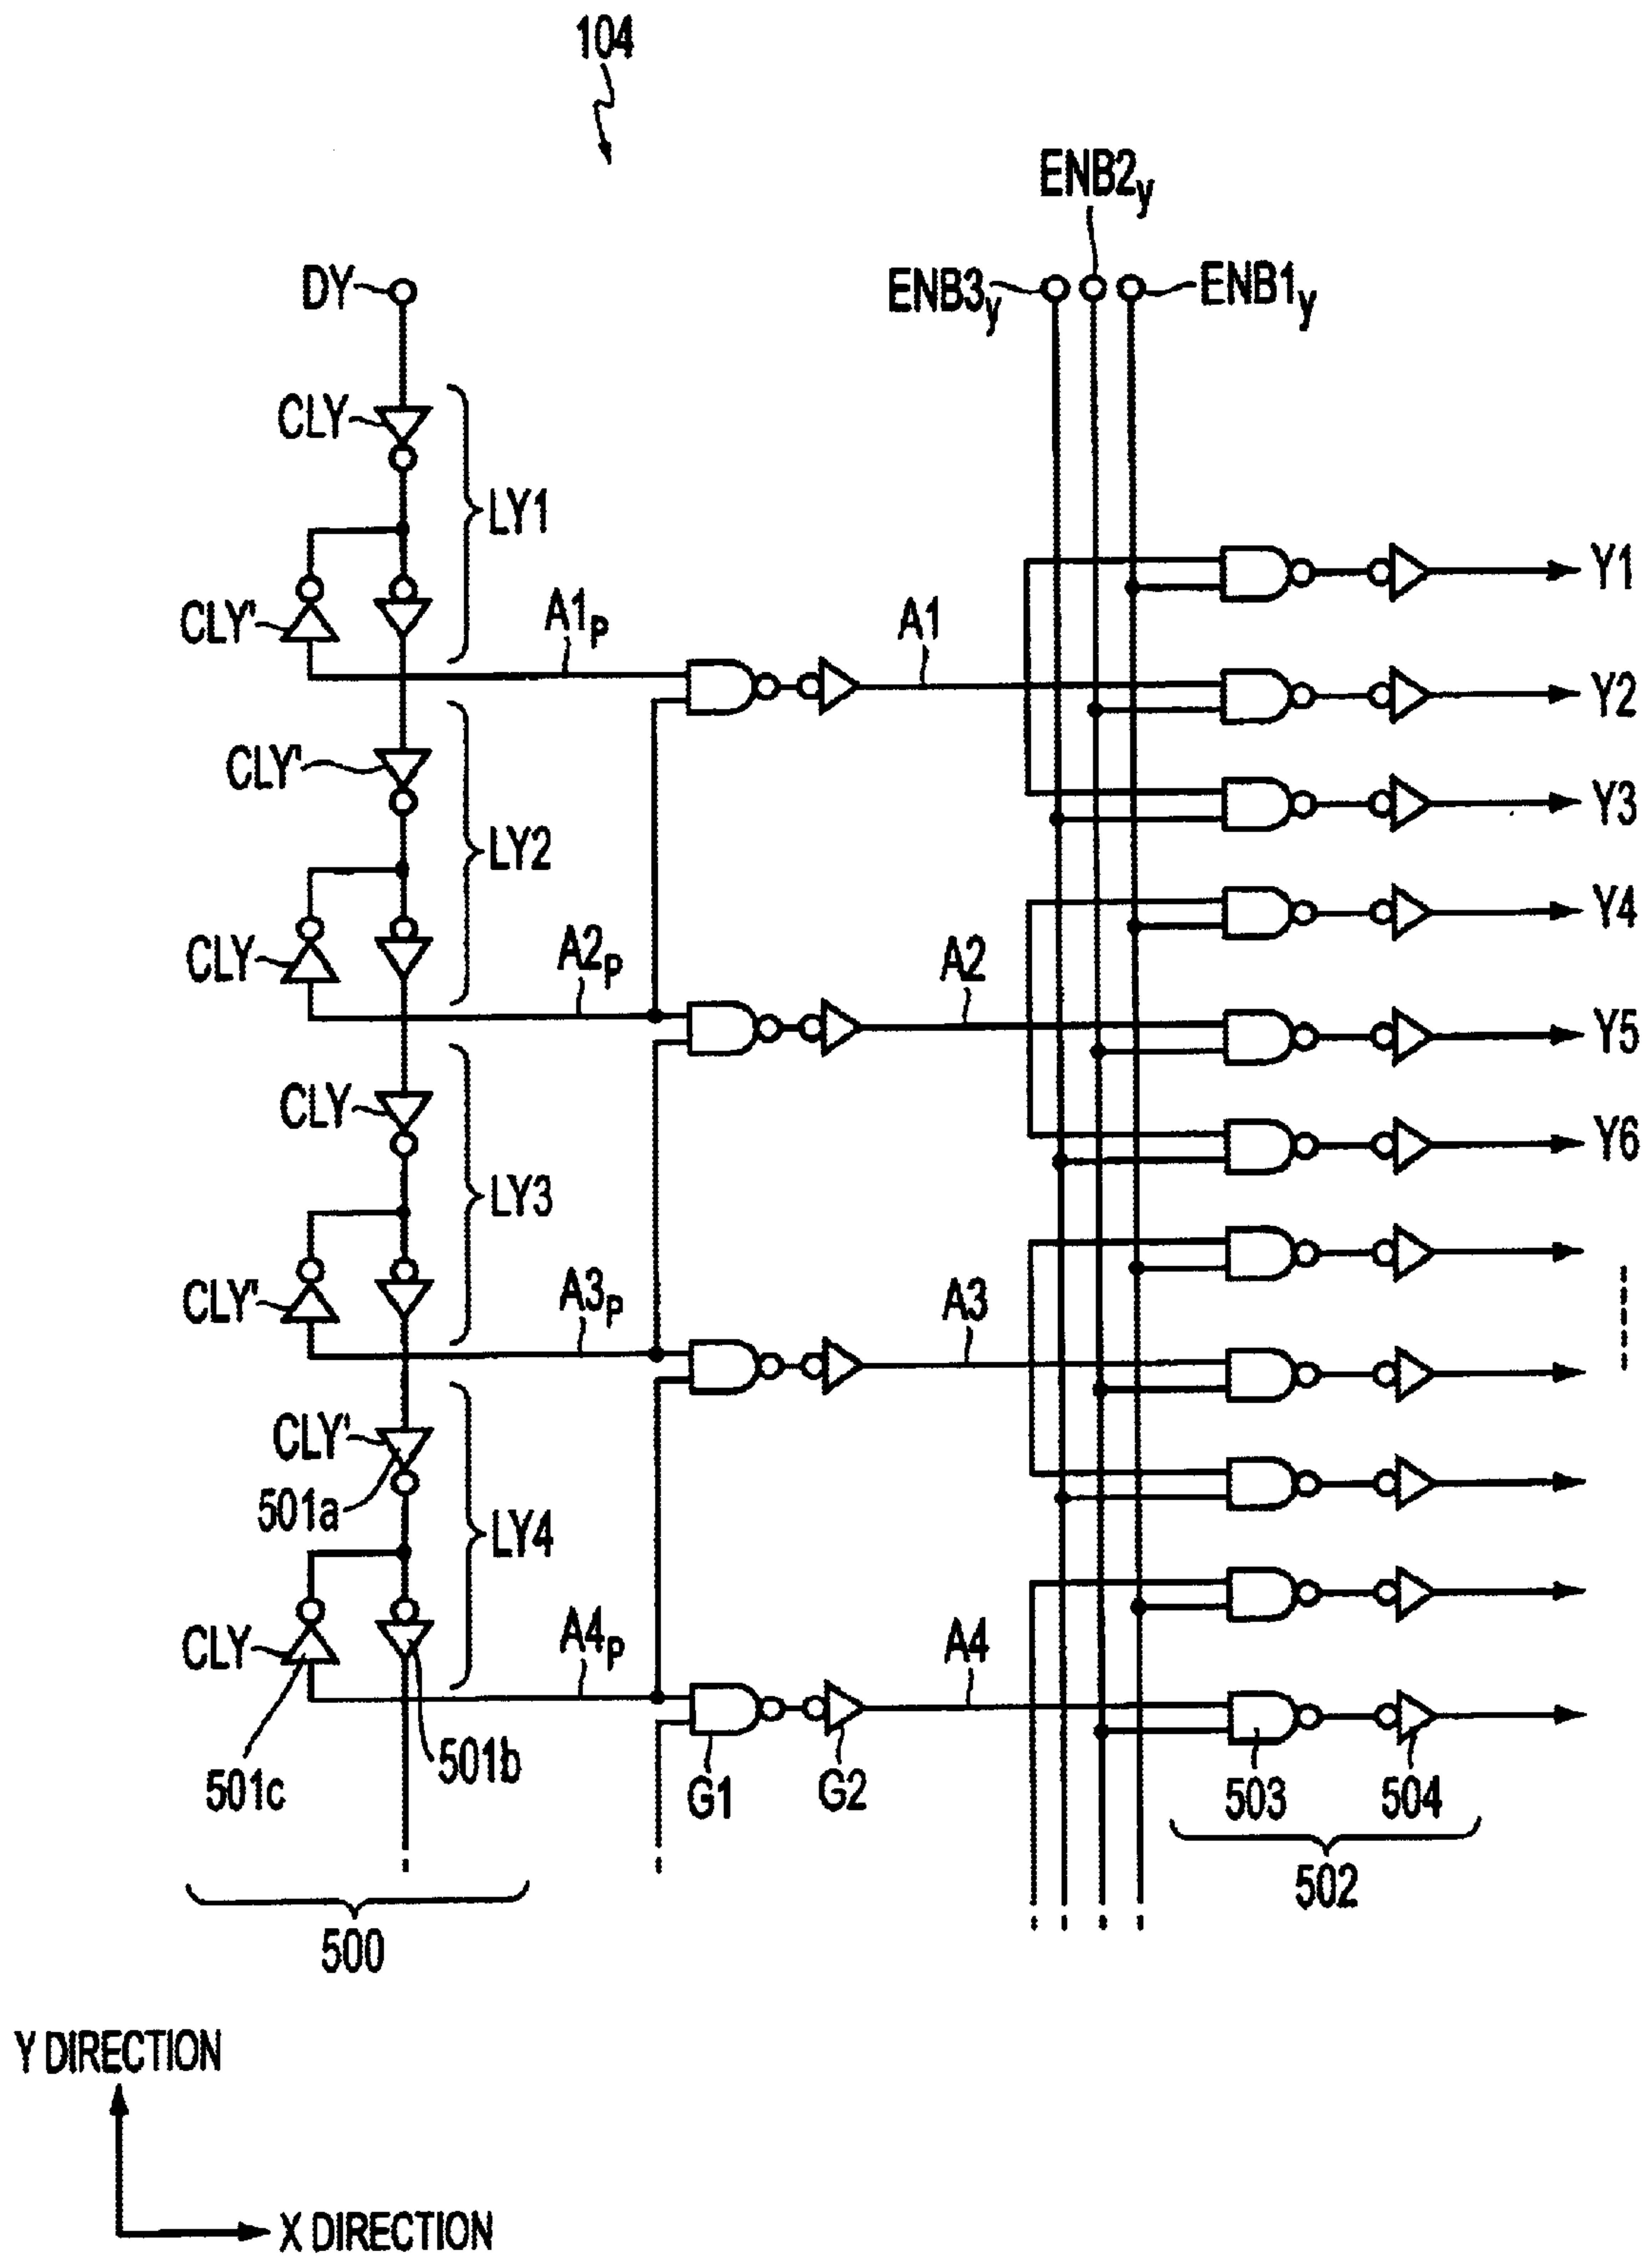 104
ENB2y
DY
ENB3y
ENB1y
CLY
LY1
Y1
CLY'
A1p
A1
Y2
CLY'
Y3
LY2
Y4
CLY
A2p
A2
Y5
CLY
Y6
LY3
CLY'
A3p
A3
CLY'
501a
LY4
CLY
A4p
A4
501b
501c
G1
G2
503
504
502
500
Y DIRECTION
X DIRECTION